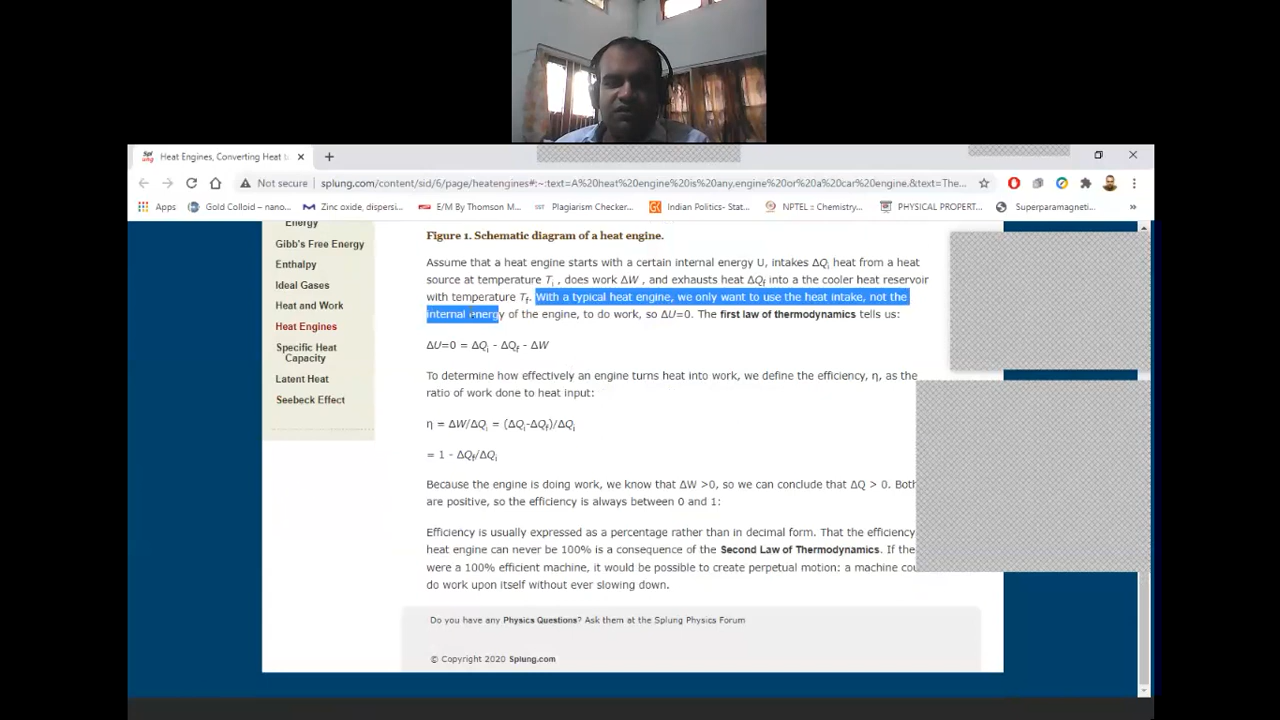 Spl
ung
Heat Engines, Converting Heat to
Not secure
splung.com/content/sid/6/page/heatengines#:~:text=A%20heat%20engine%20is%20any,engine%20or%20a%20car%20engine.&text=The...
Apps
Gold Colloid – nano...
Zinc oxide, dispersi...
E/M By Thomson M...
Plagiarism Checker...
Indian Politics- Stat...
NPTEL :: Chemistry...
PHYSICAL PROPERT...
Superparamagneti...
»
Energy
Gibb's Free Energy
Enthalpy
Ideal Gases
Heat and Work
Heat Engines
Specific Heat
Capacity
Latent Heat
Seebeck Effect
Figure 1. Schematic diagram of a heat engine.
Assume that a heat engine starts with a certain internal energy U, intakes ΔQi heat from a heat
source at temperature Ti , does work ΔW , and exhausts heat ΔQf into a cooler heat reservoir
with temperature Tf. With a typical heat engine, we only want to use the heat intake, not the
internal energy of the engine, to do work, so ΔU=0. The first law of thermodynamics tells us:
ΔU=0 = ΔQi - ΔQf - ΔW
To determine how effectively an engine turns heat into work, we define the efficiency, η, as the
ratio of work done to heat input:
η = ΔW/ΔQi = (ΔQi-ΔQf)/ΔQi
= 1 - ΔQf/ΔQi
Because the engine is doing work, we know that ΔW >0, so we can conclude that ΔQ > 0. Both
are positive, so the efficiency is always between 0 and 1:
Efficiency is usually expressed as a percentage rather than in decimal form. That the efficiency
heat engine can never be 100% is a consequence of the Second Law of Thermodynamics. If the
were a 100% efficient machine, it would be possible to create perpetual motion: a machine
do work upon itself without ever slowing down.
Do you have any Physics Questions? Ask them at the Splung Physics Forum
© Copyright 2020 Splung.com